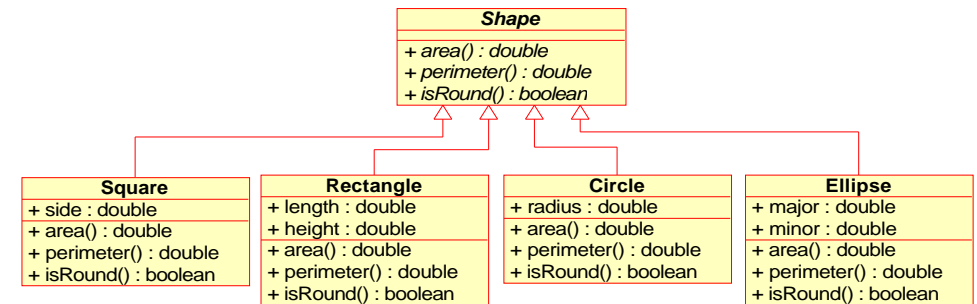 Shape
+ area() : double
+ perimeter() : double
+ isRound() : boolean
Square
+ side : double
+ area() : double
+ perimeter() : double
+ isRound() : boolean
Rectangle
+ length : double
+ height : double
+ area() : double
+ perimeter() : double
+ isRound() : boolean
Circle
+ radius : double
+ area() : double
+ perimeter() : double
+ isRound() : boolean
Ellipse
+ major : double
+ minor : double
+ area() : double
+ perimeter() : double
+ isRound() : boolean